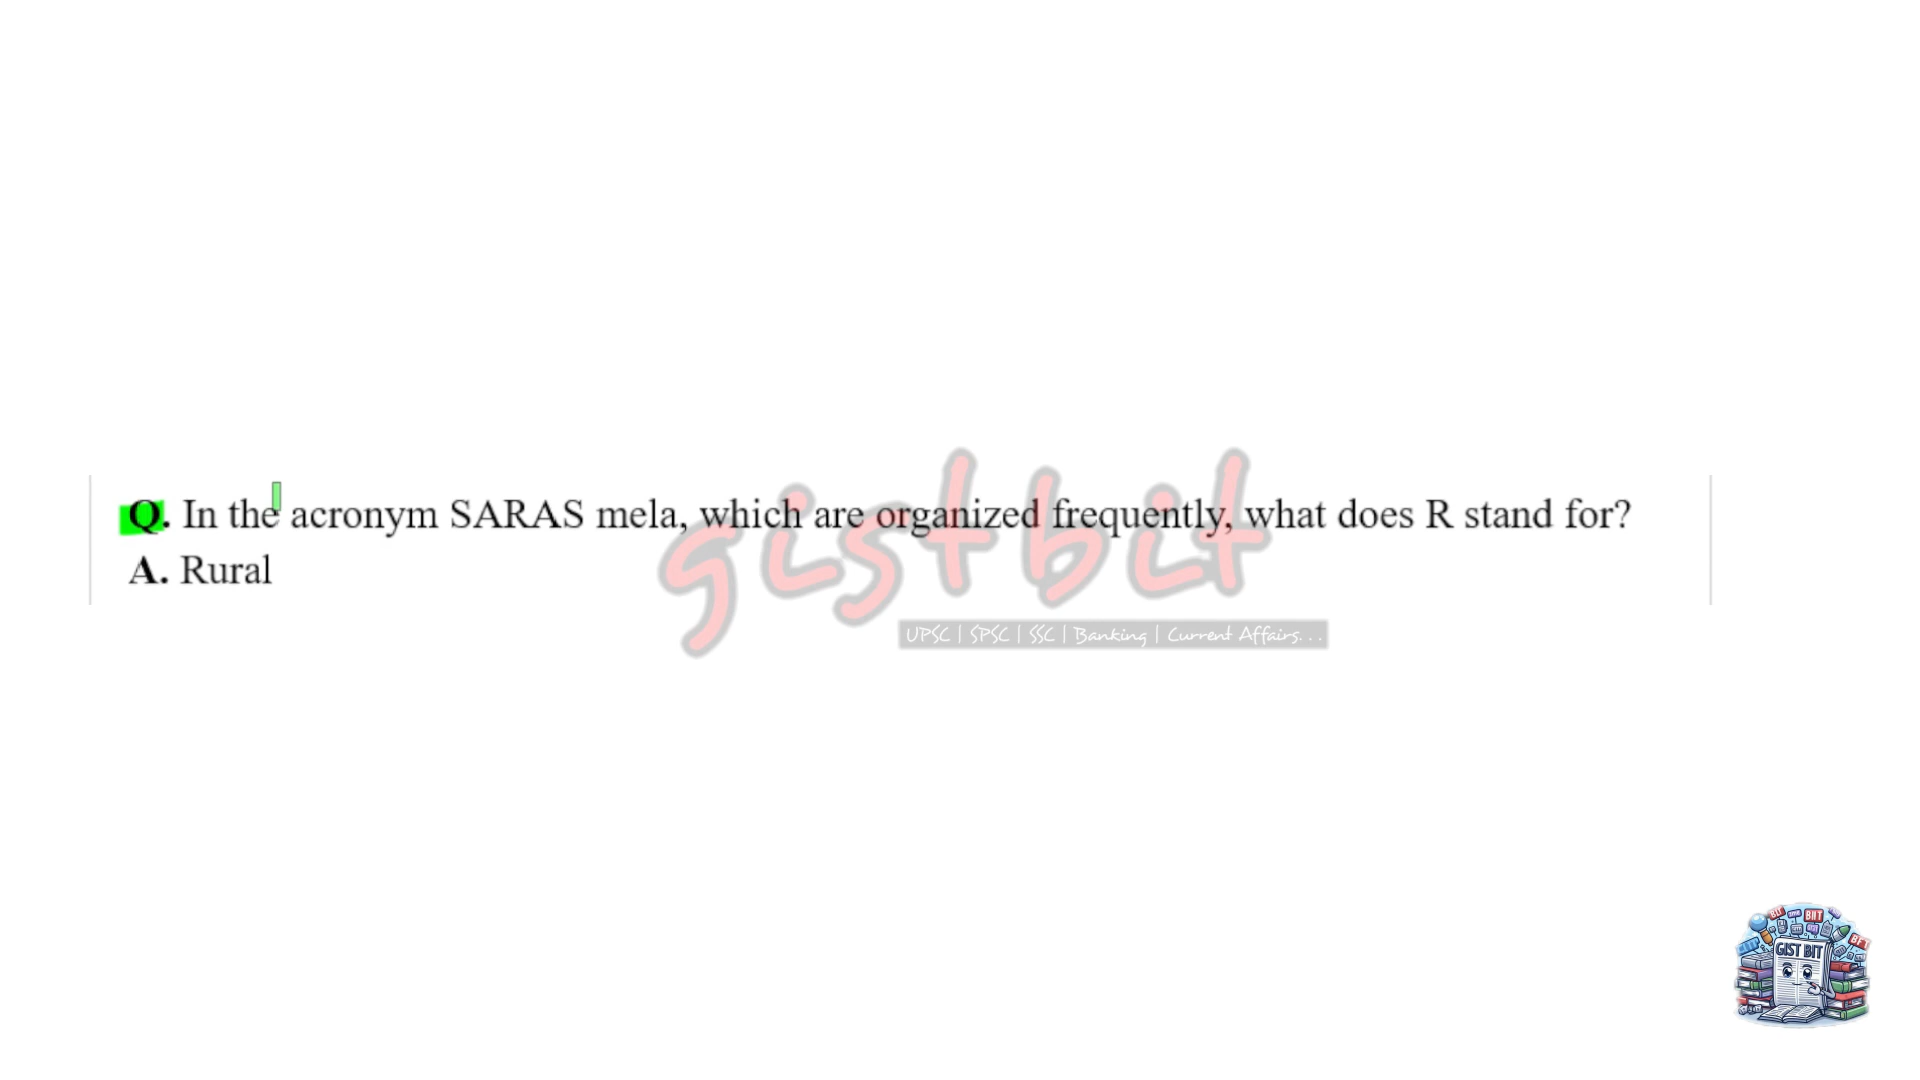 Q. In the acronym SARAS mela, which are organized frequently, what does R stand for?
A. Rural
gistbit
UPSC | SPSC | SSC | Banking | Current Affairs...
GIST BIT